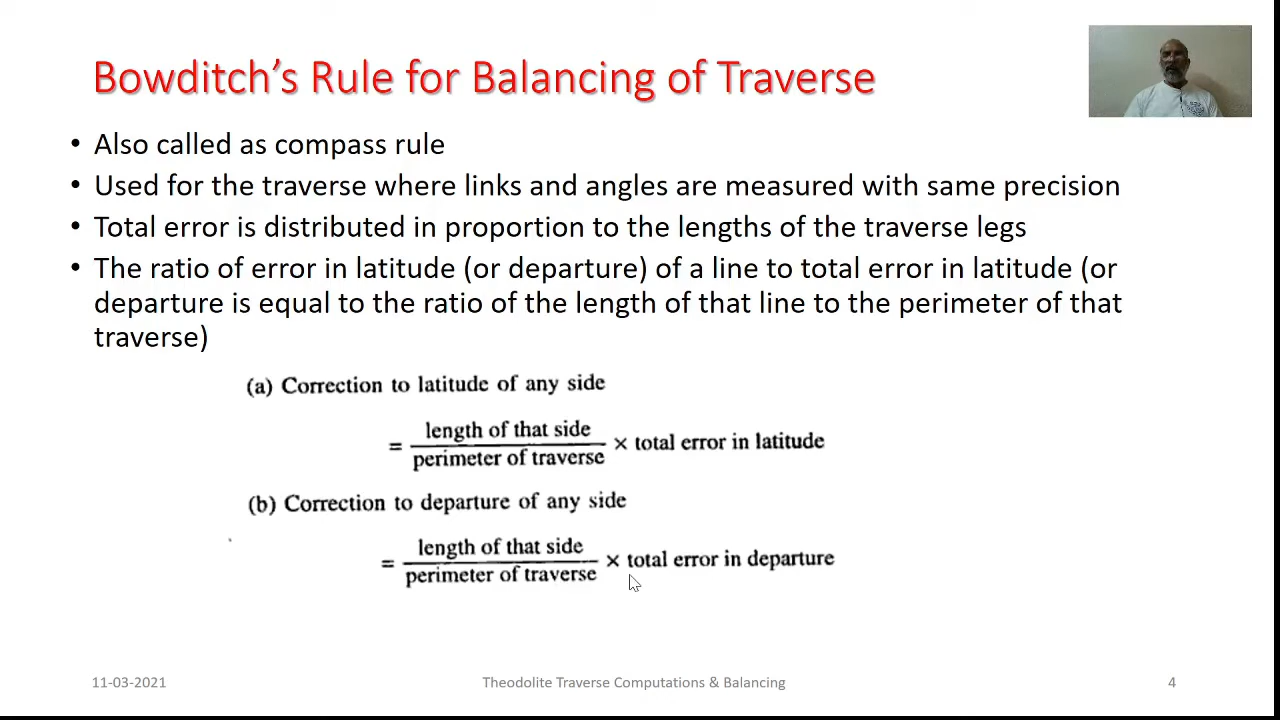 Bowditch's Rule for Balancing of Traverse
• Also called as compass rule
• Used for the traverse where links and angles are measured with same precision
• Total error is distributed in proportion to the lengths of the traverse legs
• The ratio of error in latitude (or departure) of a line to total error in latitude (or
departure is equal to the ratio of the length of that line to the perimeter of that
traverse)
(a) Correction to latitude of any side
= length of that side / perimeter of traverse × total error in latitude
(b) Correction to departure of any side
= length of that side / perimeter of traverse × total error in departure
11-03-2021
Theodolite Traverse Computations & Balancing
4